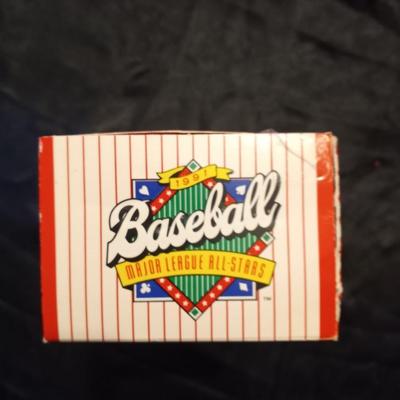 1991
Baseball
MAJOR LEAGUE ALL-STARS
TM